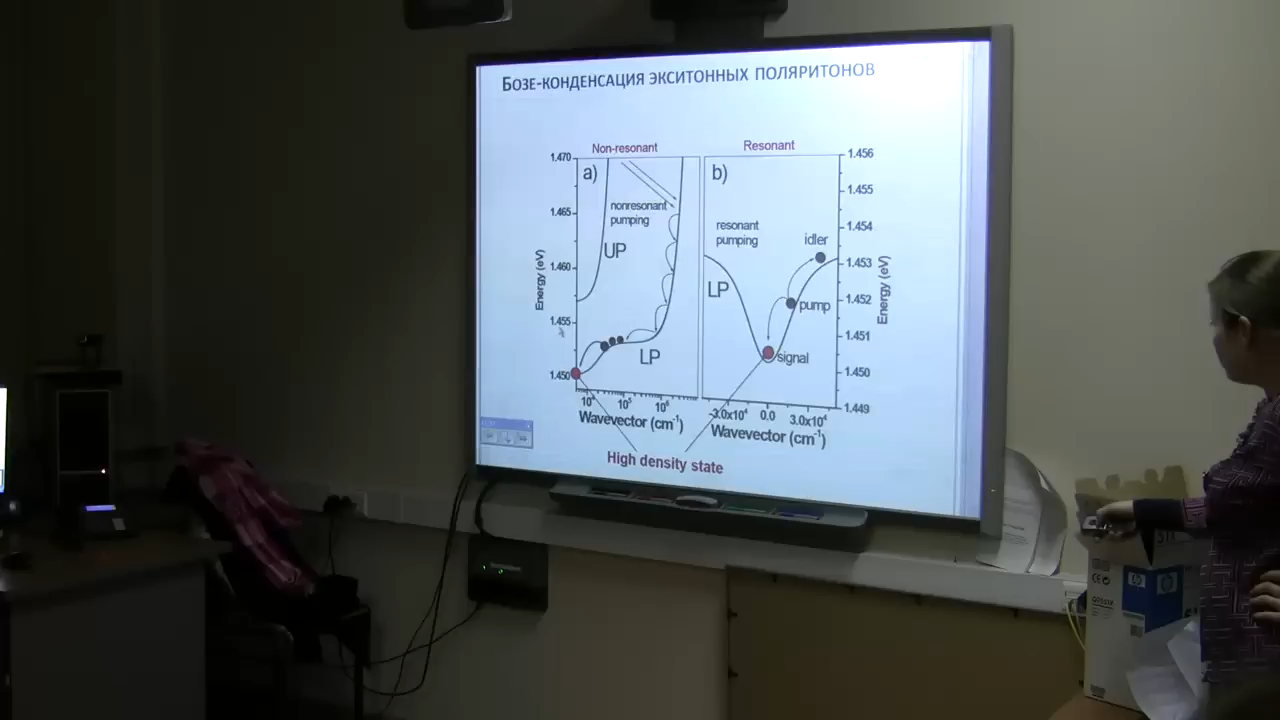 БОЗЕ-КОНДЕНСАЦИЯ ЭКСИТОННЫХ ПОЛЯРИТОНОВ
Non-resonant
1.470
a)
nonresonant
pumping
1.465
UP
Energy (eV)
1.460
1.455
LP
1.450
10⁴
10⁵
10⁶
Wavevector (cm⁻¹)
Resonant
b)
1.456
1.455
resonant
pumping
idler
1.454
1.453
LP
pump
Energy (eV)
1.452
1.451
signal
1.450
1.449
-3.0x10⁴ 0.0 3.0x10⁴
Wavevector (cm⁻¹)
High density state
hp